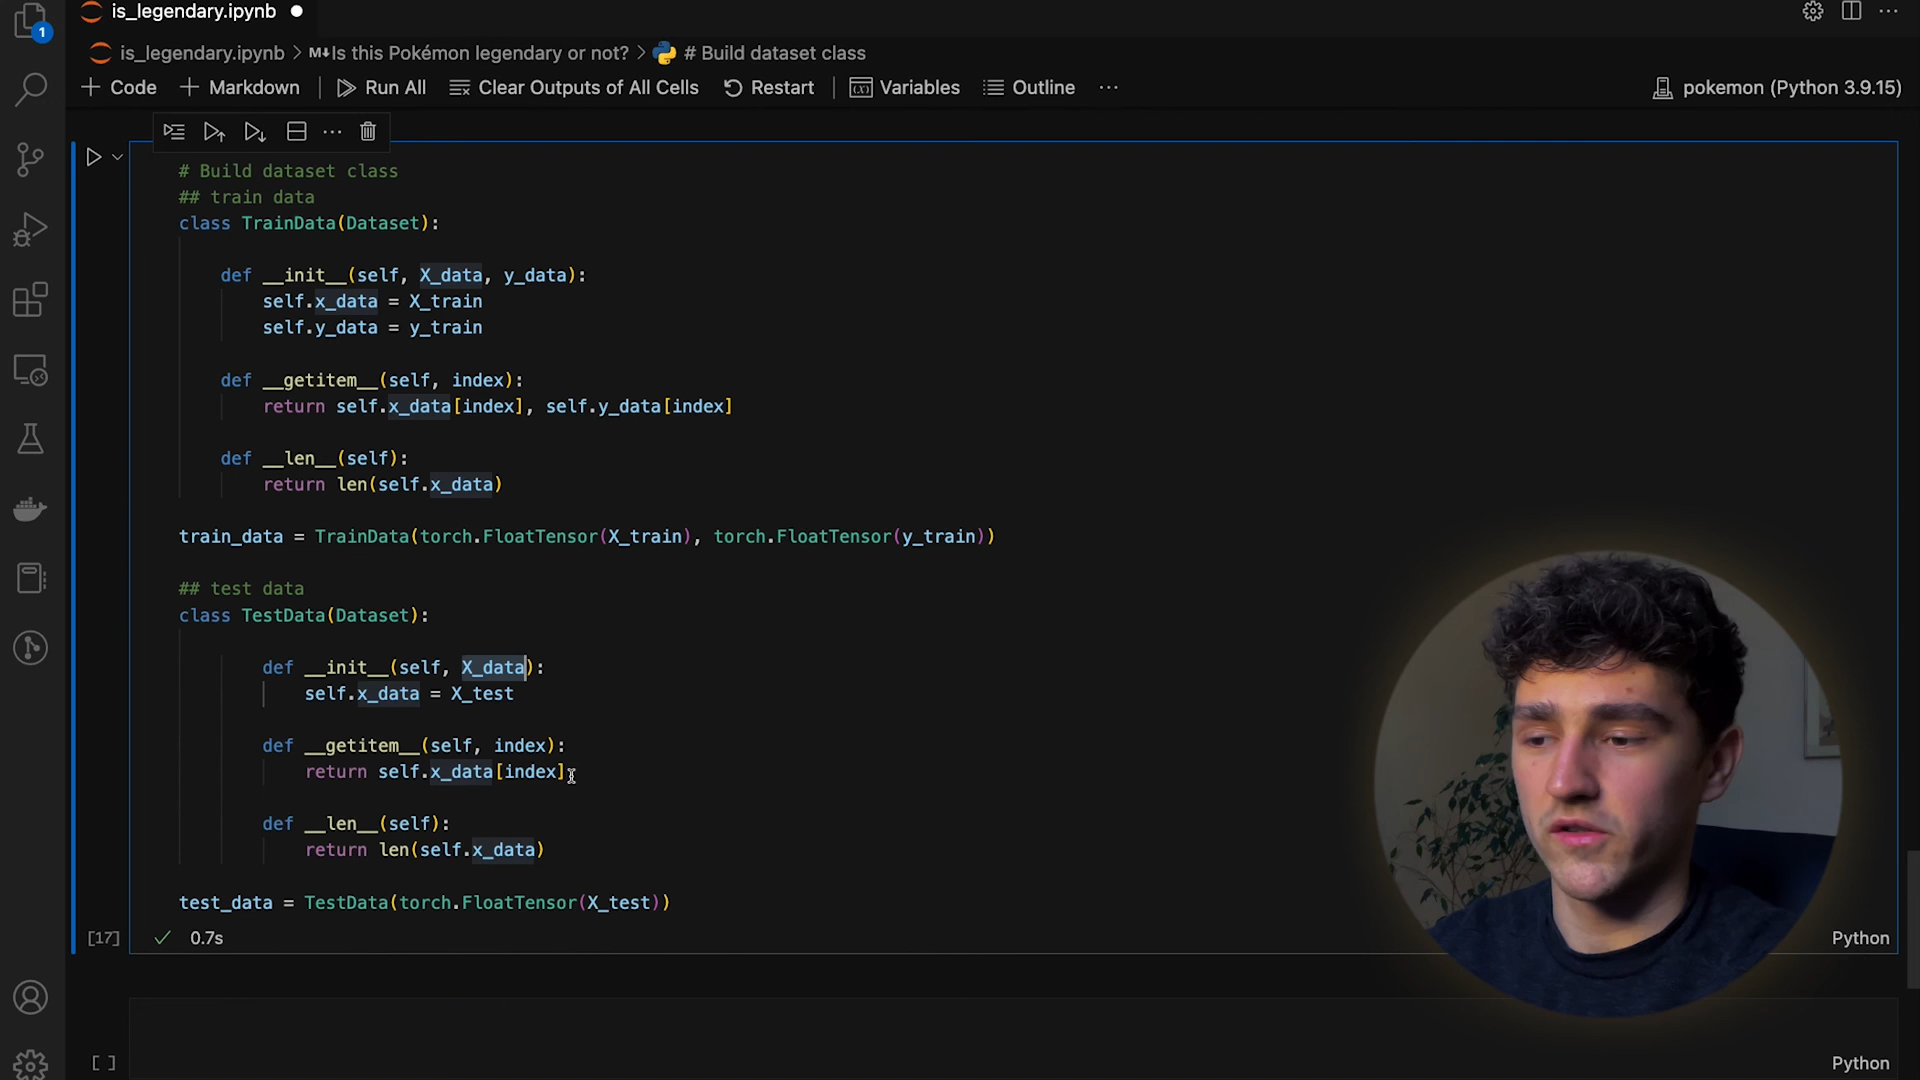 is_legendary.ipynb
1
is_legendary.ipynb > M↓Is this Pokémon legendary or not? > # Build dataset class
+ Code + Markdown | Run All Clear Outputs of All Cells Restart | Variables Outline ...
pokemon (Python 3.9.15)
# Build dataset class
## train data
class TrainData(Dataset):
def __init__(self, X_data, y_data):
self.x_data = X_train
self.y_data = y_train
def __getitem__(self, index):
return self.x_data[index], self.y_data[index]
def __len__(self):
return len(self.x_data)
train_data = TrainData(torch.FloatTensor(X_train), torch.FloatTensor(y_train))
## test data
class TestData(Dataset):
def __init__(self, X_data):
self.x_data = X_test
def __getitem__(self, index):
return self.x_data[index]
def __len__(self):
return len(self.x_data)
test_data = TestData(torch.FloatTensor(X_test))
[17] ✓ 0.7s
Python
[ ]
Python